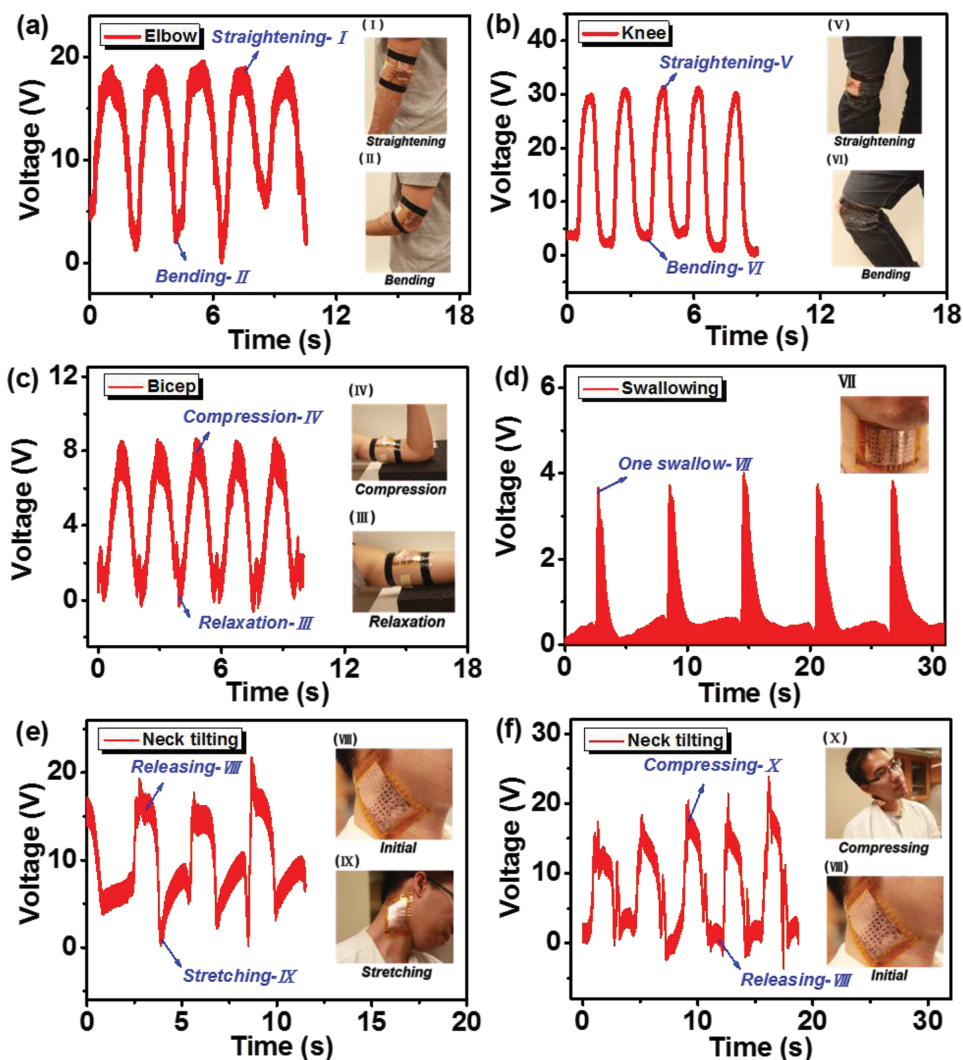 (a)
Elbow
Straightening-Ⅰ
Bending-Ⅱ
Voltage (V)
20
10
0
0 6 12 18
Time (s)
(Ⅰ)
Straightening
(Ⅱ)
Bending
(b)
Knee
Straightening-Ⅴ
Bending-Ⅵ
Voltage (V)
40
30
20
10
0
0 6 12 18
Time (s)
(Ⅴ)
Straightening
(Ⅵ)
Bending
(c)
Bicep
Compression-Ⅳ
Relaxation-Ⅲ
Voltage (V)
12
8
4
0
0 6 12 18
Time (s)
(Ⅳ)
Compression
(Ⅲ)
Relaxation
(d)
Swallowing
One swallow-Ⅶ
Voltage (V)
6
4
2
0
0 10 20 30
Time (s)
Ⅶ
(e)
Neck tilting
Releasing-Ⅷ
Stretching-Ⅸ
Voltage (V)
20
10
0
0 5 10 15 20
Time (s)
(Ⅷ)
Initial
(Ⅸ)
Stretching
(f)
Neck tilting
Compressing-Ⅹ
Releasing-Ⅷ
Voltage (V)
30
20
10
0
0 10 20 30
Time (s)
(Ⅹ)
Compressing
(Ⅷ)
Initial